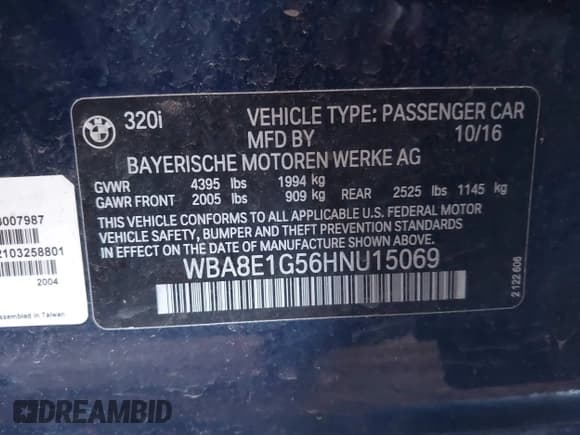 BMW
320i
VEHICLE TYPE: PASSENGER CAR
MFD BY
10/16
BAYERISCHE MOTOREN WERKE AG
GVWR 4395 lbs 1994 kg
GAWR FRONT 2005 lbs 909 kg REAR 2525 lbs 1145 kg
THIS VEHICLE CONFORMS TO ALL APPLICABLE U.S. FEDERAL MOTOR
VEHICLE SAFETY, BUMPER AND THEFT PREVENTION STANDARDS IN
EFFECT ON THE DATE OF MANUFACTURE SHOWN ABOVE.
WBA8E1G56HNU15069
2 122 606
007987
2103258801
2004
ssembled in Taiwan
DREAMBID